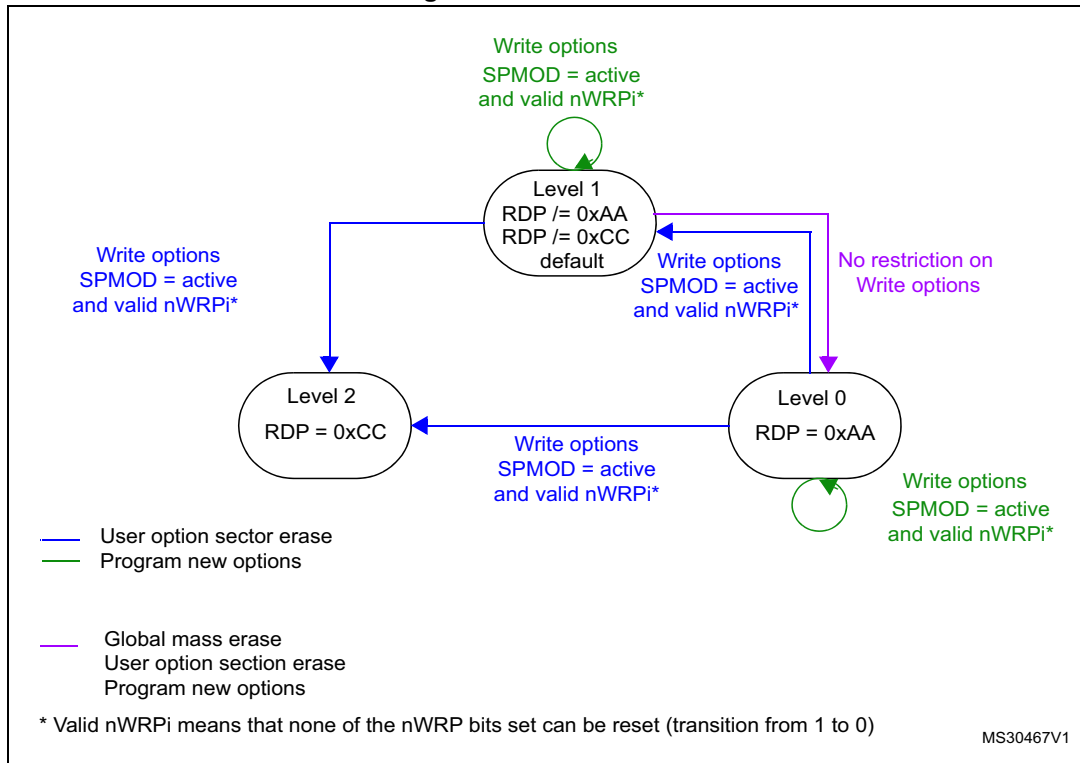 Write options
SPMOD = active
and valid nWRPi*
Level 1
RDP /= 0xAA
RDP /= 0xCC
default
Write options
SPMOD = active
and valid nWRPi*
Write options
SPMOD = active
and valid nWRPi*
No restriction on
Write options
Level 2
RDP = 0xCC
Level 0
RDP = 0xAA
Write options
SPMOD = active
and valid nWRPi*
Write options
SPMOD = active
and valid nWRPi*
User option sector erase
Program new options
Global mass erase
User option section erase
Program new options
* Valid nWRPi means that none of the nWRP bits set can be reset (transition from 1 to 0)
MS30467V1